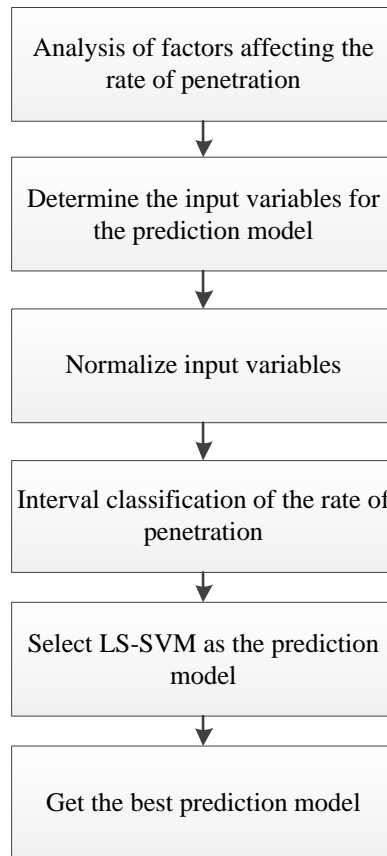 Analysis of factors affecting the
rate of penetration
Determine the input variables for
the prediction model
Normalize input variables
Interval classification of the rate of
penetration
Select LS-SVM as the prediction
model
Get the best prediction model